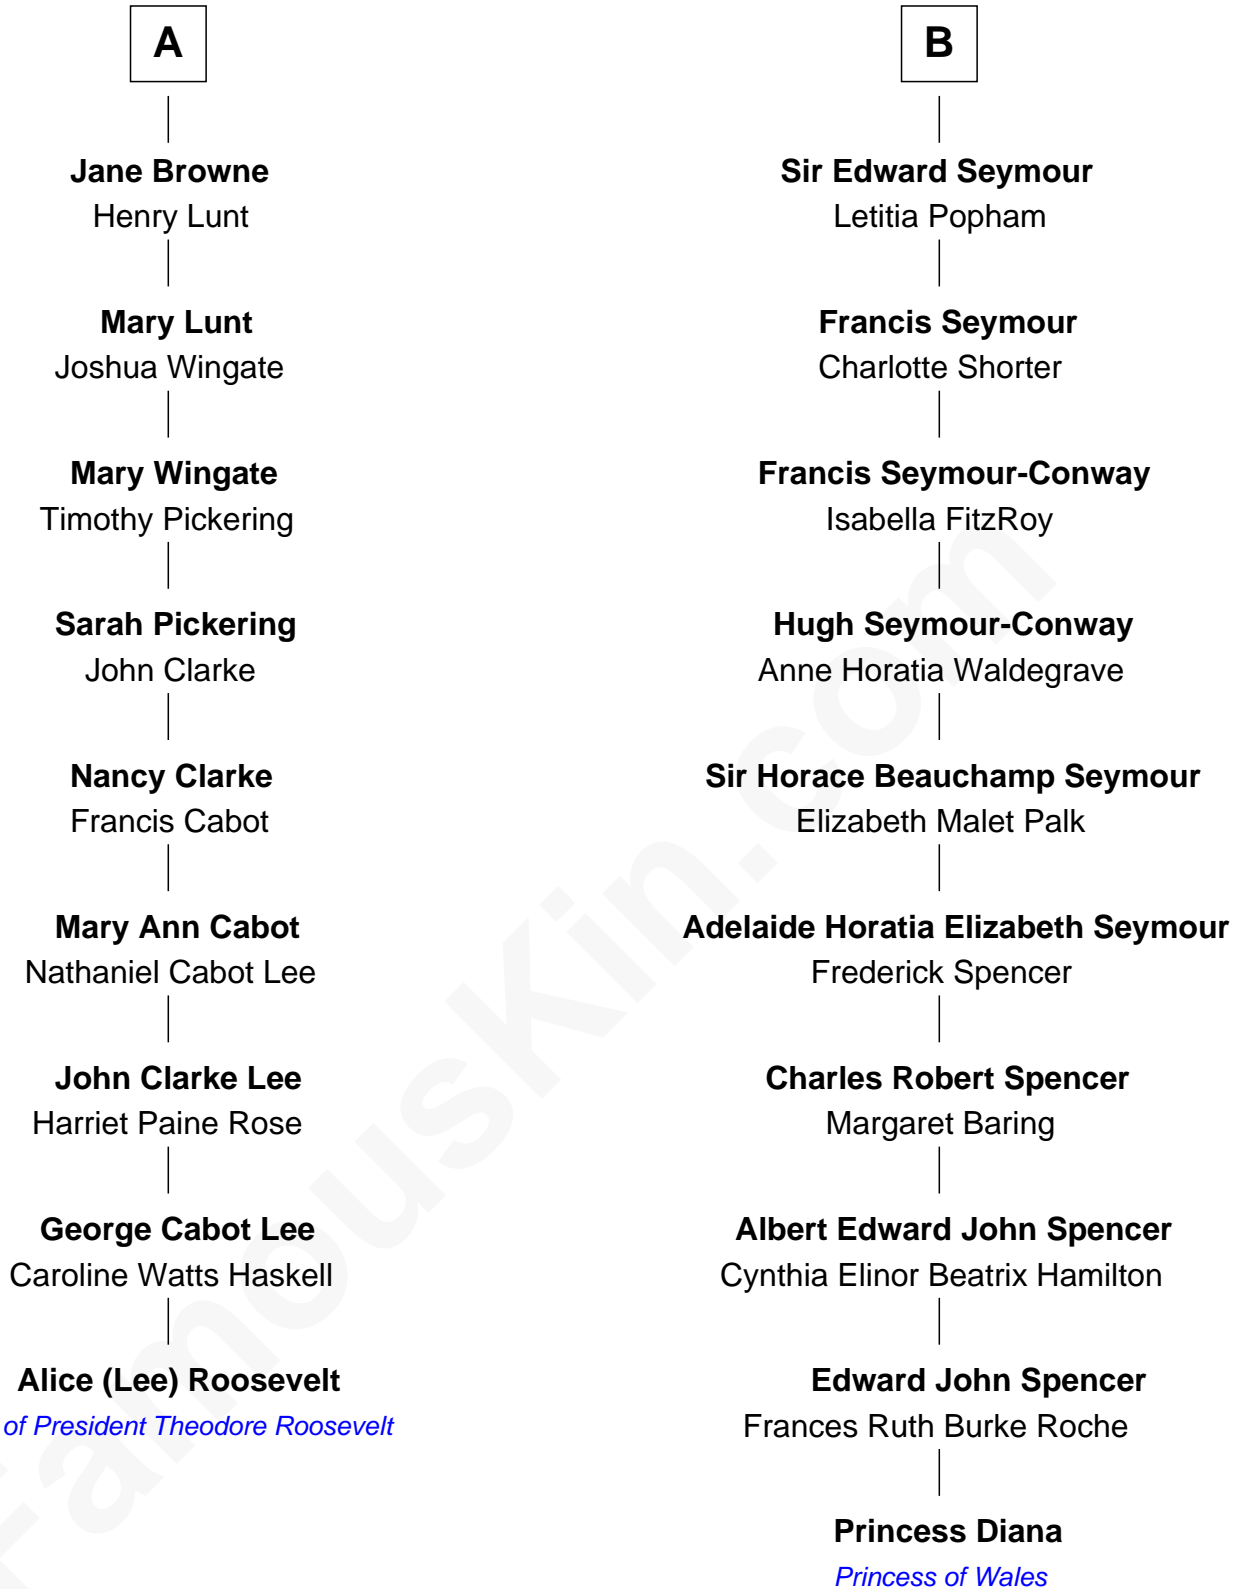 A
Jane Browne
Henry Lunt
Mary Lunt
Joshua Wingate
Mary Wingate
Timothy Pickering
Sarah Pickering
John Clarke
Nancy Clarke
Francis Cabot
Mary Ann Cabot
Nathaniel Cabot Lee
John Clarke Lee
Harriet Paine Rose
George Cabot Lee
Caroline Watts Haskell
Alice (Lee) Roosevelt
of President Theodore Roosevelt
B
Sir Edward Seymour
Letitia Popham
Francis Seymour
Charlotte Shorter
Francis Seymour-Conway
Isabella FitzRoy
Hugh Seymour-Conway
Anne Horatia Waldegrave
Sir Horace Beauchamp Seymour
Elizabeth Malet Palk
Adelaide Horatia Elizabeth Seymour
Frederick Spencer
Charles Robert Spencer
Margaret Baring
Albert Edward John Spencer
Cynthia Elinor Beatrix Hamilton
Edward John Spencer
Frances Ruth Burke Roche
Princess Diana
Princess of Wales
FamousKin.com